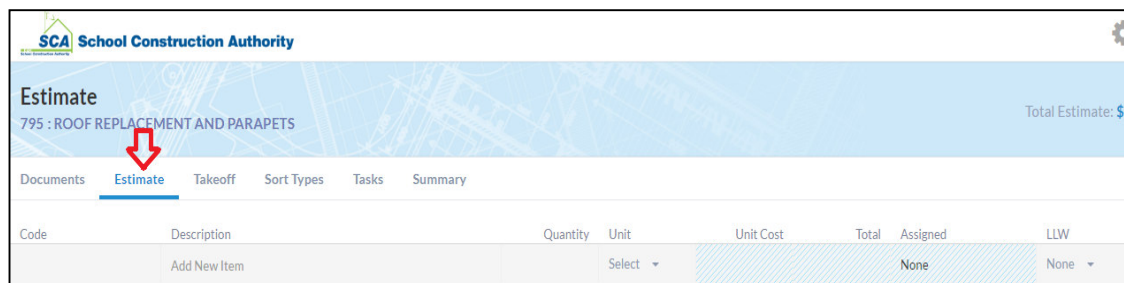 SCA School Construction Authority
Estimate
795 : ROOF REPLACEMENT AND PARAPETS
Total Estimate: $
Documents Estimate Takeoff Sort Types Tasks Summary
Code Description Quantity Unit Unit Cost Total Assigned LLW
Add New Item Select None None